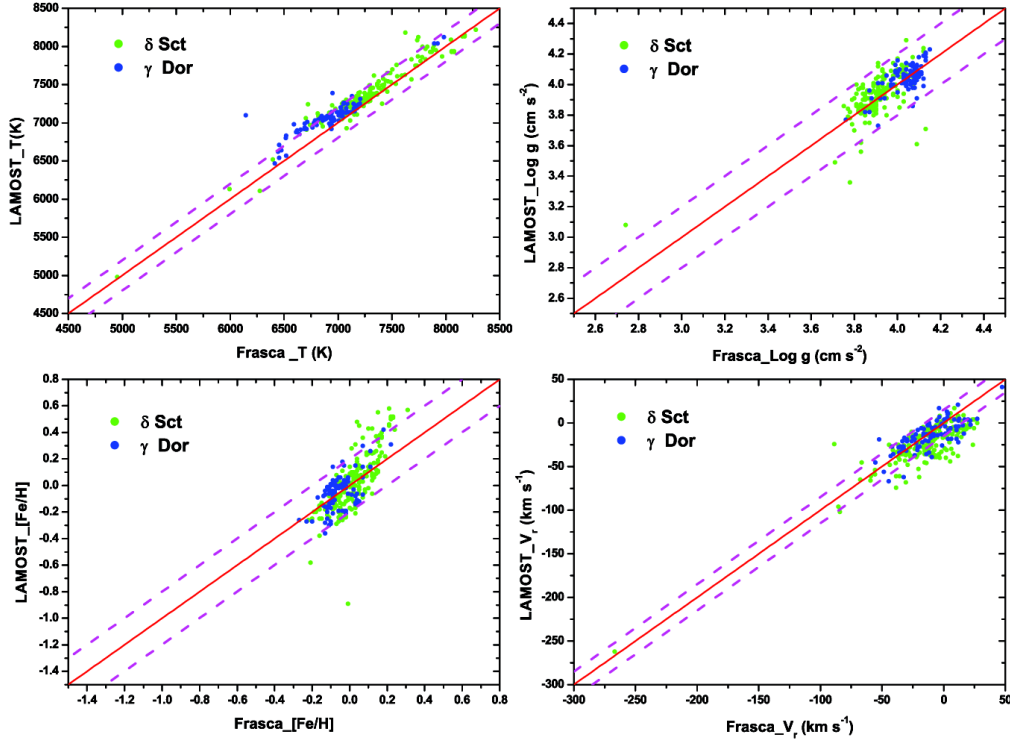 8500
8000
7500
7000
6500
6000
5500
5000
4500
LAMOST_T(K)
δ Sct
γ Dor
4500 5000 5500 6000 6500 7000 7500 8000 8500
Frasca _T (K)
4.4
4.2
4.0
3.8
3.6
3.4
3.2
3.0
2.8
2.6
LAMOST_Log g (cm s⁻²)
δ Sct
γ Dor
2.6 2.8 3.0 3.2 3.4 3.6 3.8 4.0 4.2 4.4
Frasca_Log g (cm s⁻²)
0.8
0.6
0.4
0.2
0.0
-0.2
-0.4
-0.6
-0.8
-1.0
-1.2
-1.4
LAMOST_[Fe/H]
δ Sct
γ Dor
-1.4 -1.2 -1.0 -0.8 -0.6 -0.4 -0.2 0.0 0.2 0.4 0.6 0.8
Frasca_[Fe/H]
50
0
-50
-100
-150
-200
-250
-300
LAMOST_Vr (km s⁻¹)
δ Sct
γ Dor
-300 -250 -200 -150 -100 -50 0 50
Frasca_Vr (km s⁻¹)